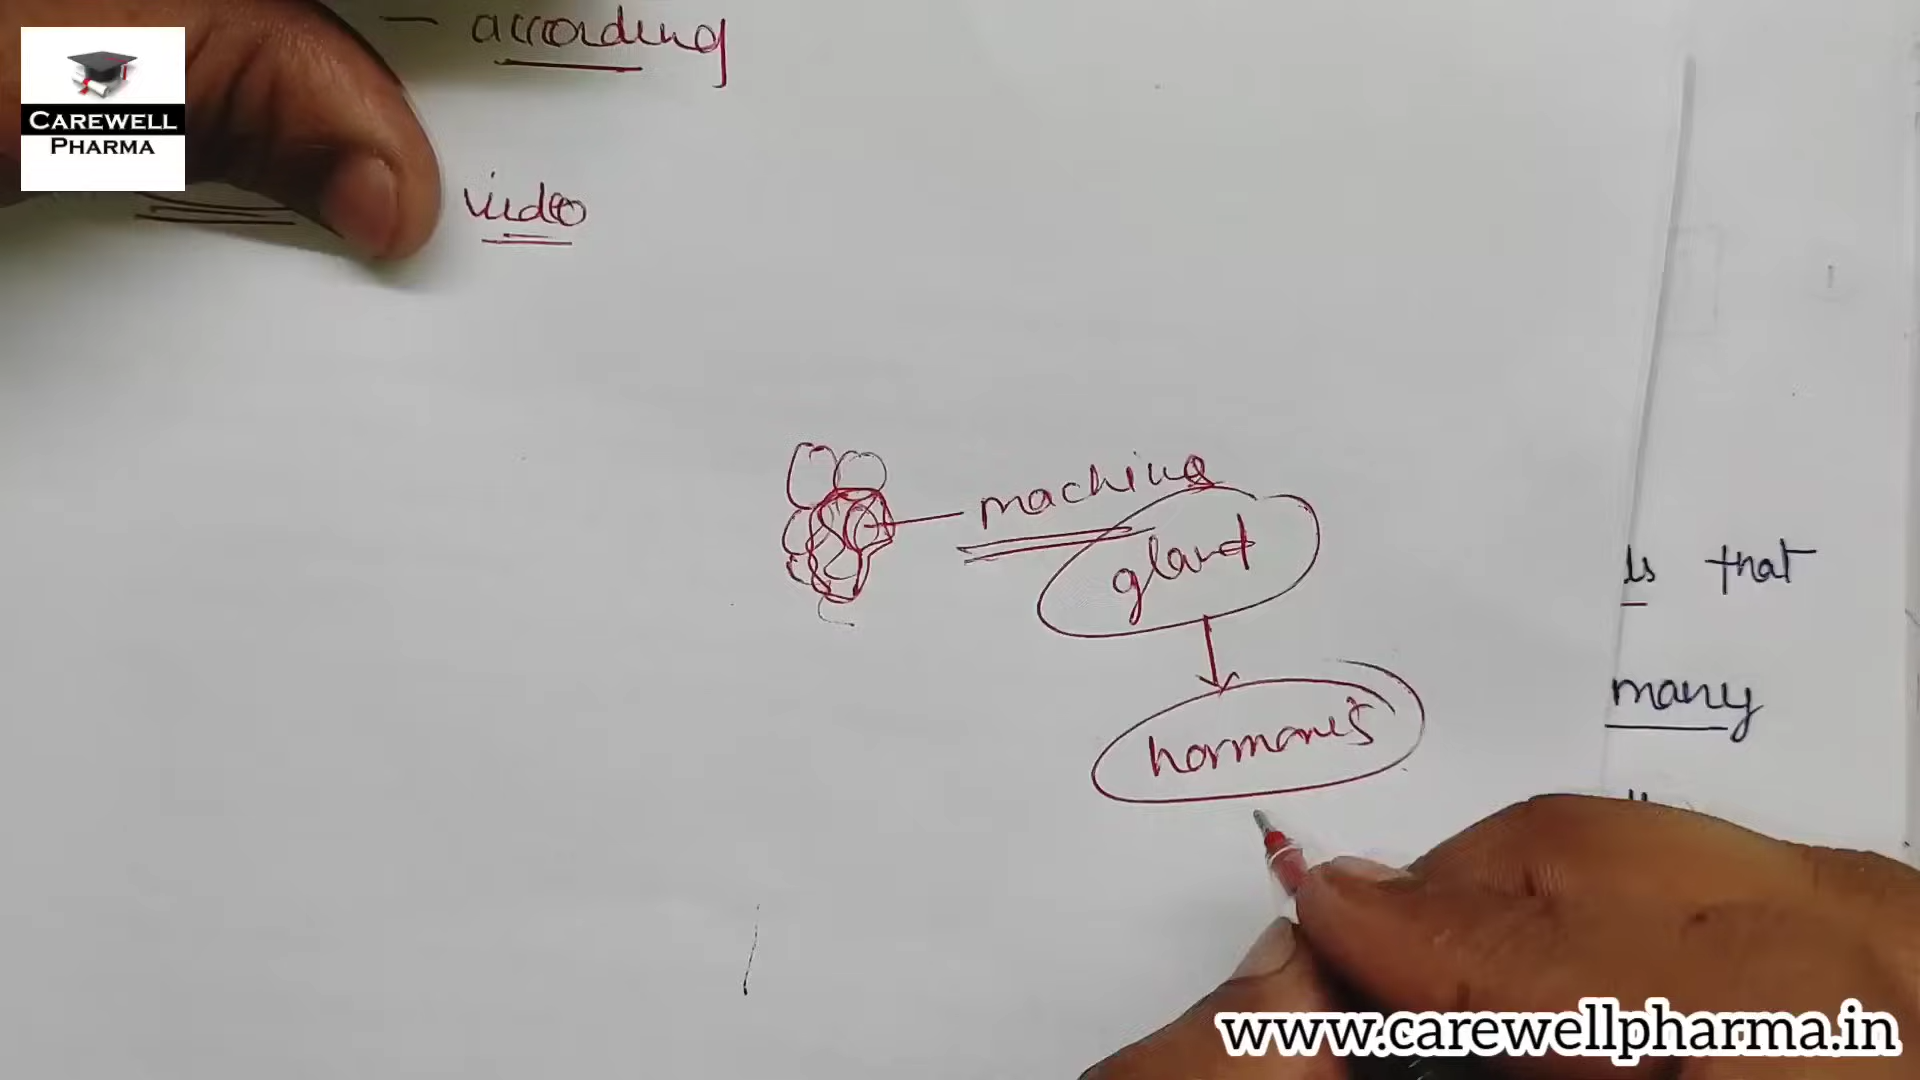 CAREWELL
PHARMA
- according
video
machine
gland
hormones
that
many
www.carewellpharma.in